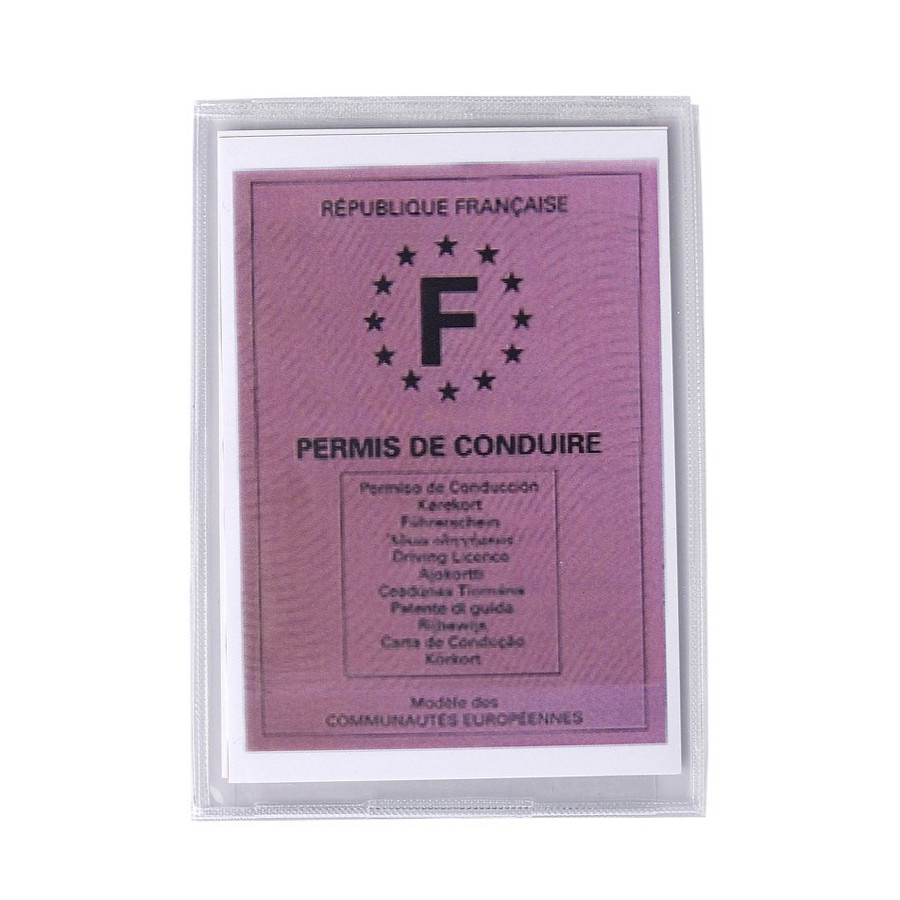 RÉPUBLIQUE FRANÇAISE
F
PERMIS DE CONDUIRE
Permiso de Conducción
Kørekort
Führerschein
Driving Licence
Ajokortti
Ceadúnas Tiomána
Patente di guida
Rijbewijs
Carta de Condução
Körkort
Modèle des
COMMUNAUTÉS EUROPÉENNES